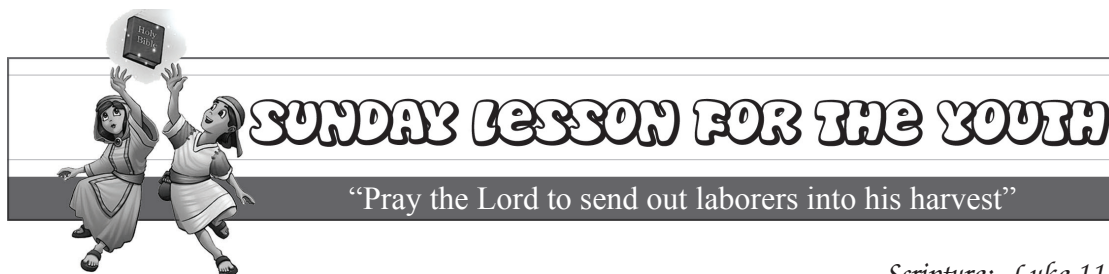 Holy
Bible
SUNDAY LESSON FOR THE YOUTH
“Pray the Lord to send out laborers into his harvest”
Scripture: Luke 11